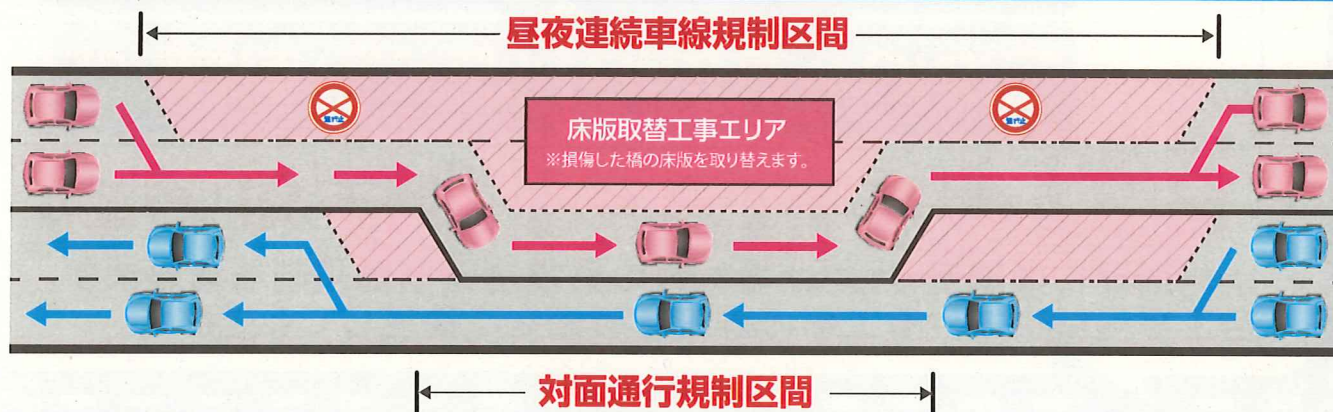 昼夜連続車線規制区間
床版取替工事エリア
※損傷した橋の床版を取り替えます。
対面通行規制区間